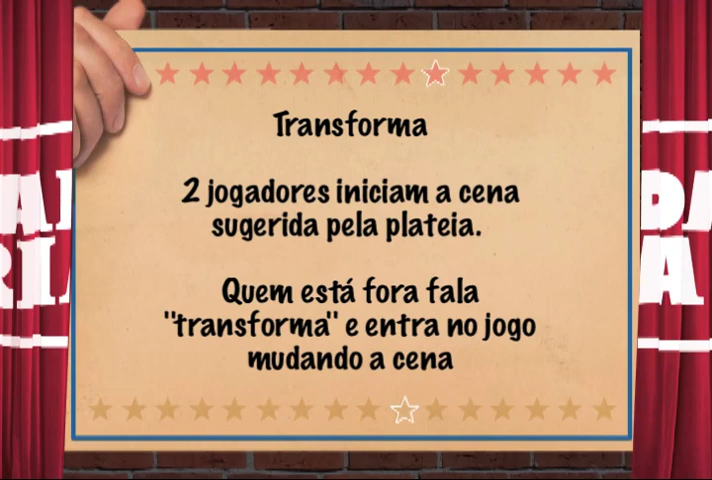 Transforma
2 jogadores iniciam a cena
sugerida pela plateia.
Quem está fora fala
"transforma" e entra no jogo
mudando a cena